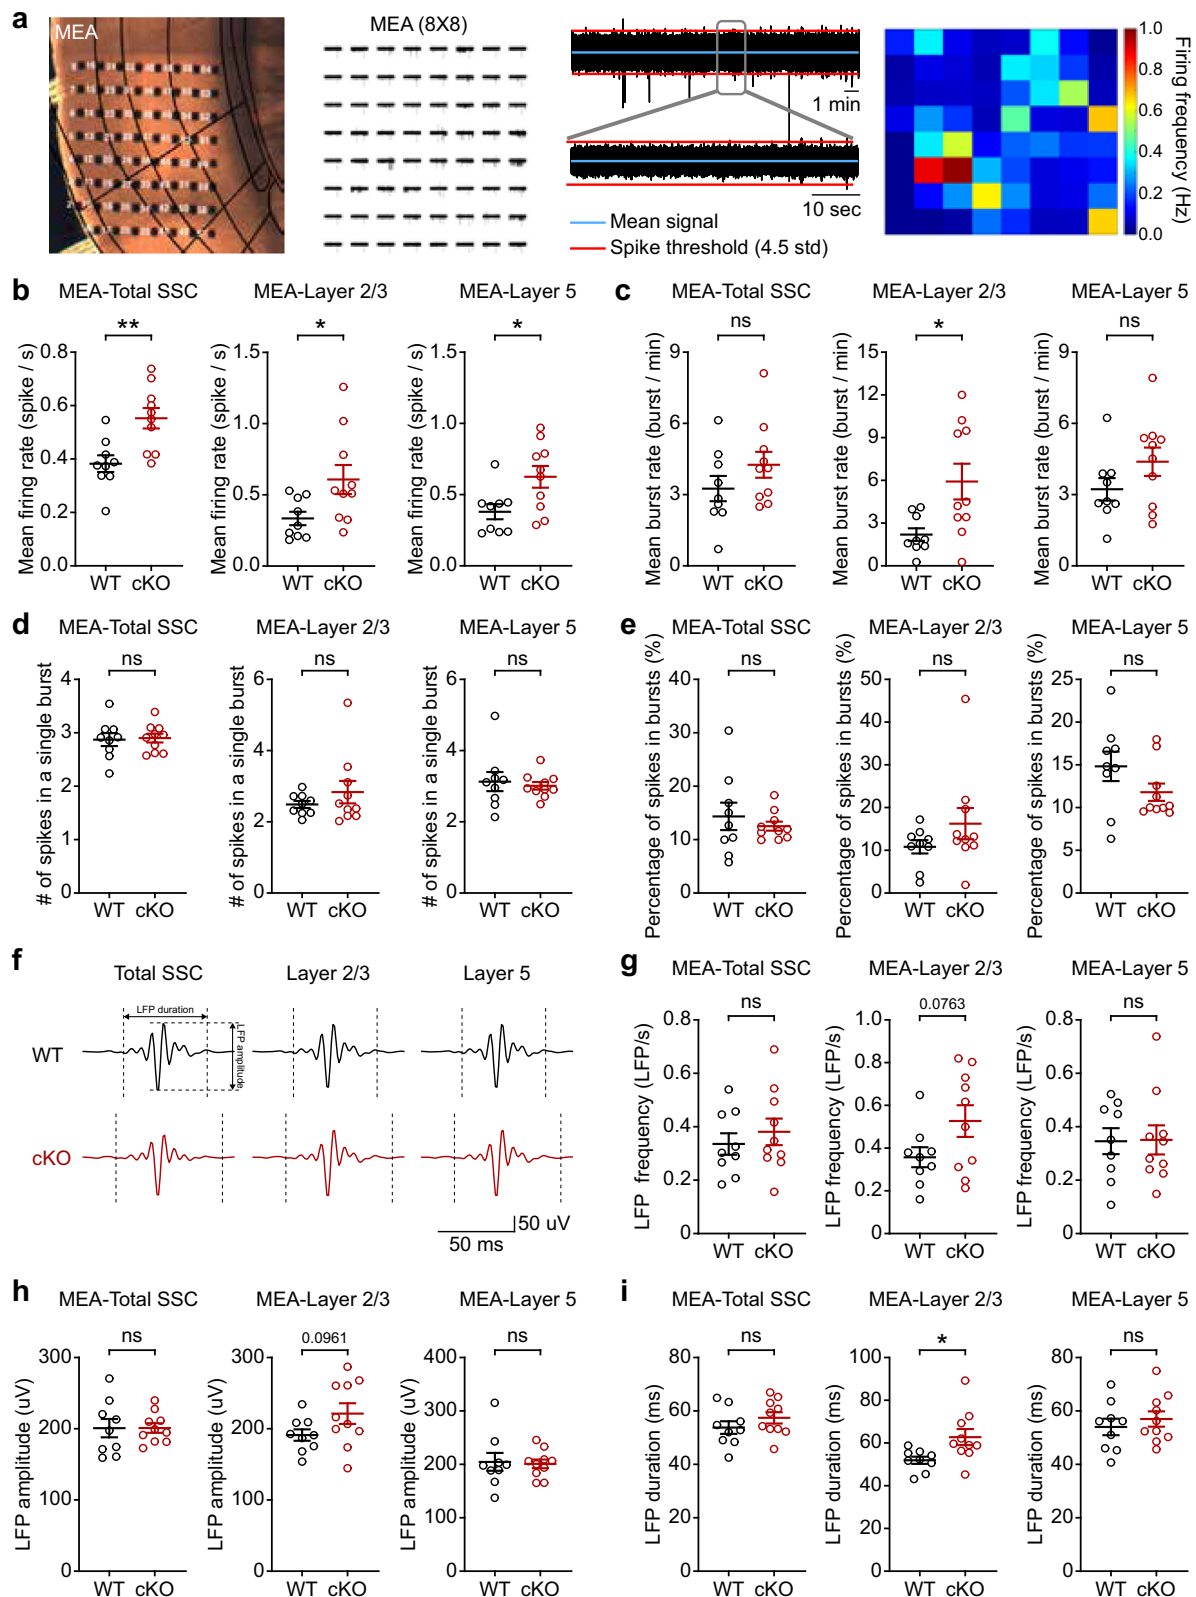 a
MEA
MEA (8X8)
1 min
10 sec
Mean signal
Spike threshold (4.5 std)
1.0
0.8
0.6
0.4
0.2
0.0
Firing frequency (Hz)
b
MEA-Total SSC
MEA-Layer 2/3
MEA-Layer 5
**
*
*
Mean firing rate (spike / s)
0.8
0.6
0.4
0.2
0.0
WT cKO
Mean firing rate (spike / s)
1.5
1.0
0.5
0.0
WT cKO
Mean firing rate (spike / s)
1.5
1.0
0.5
0.0
WT cKO
c
MEA-Total SSC
MEA-Layer 2/3
MEA-Layer 5
ns
*
ns
Mean burst rate (burst / min)
9
6
3
0
WT cKO
Mean burst rate (burst / min)
15
12
9
6
3
0
WT cKO
Mean burst rate (burst / min)
9
6
3
0
WT cKO
d
MEA-Total SSC
MEA-Layer 2/3
MEA-Layer 5
ns
ns
ns
# of spikes in a single burst
4
3
2
1
0
WT cKO
# of spikes in a single burst
6
4
2
0
WT cKO
# of spikes in a single burst
6
4
2
0
WT cKO
e
MEA-Total SSC
MEA-Layer 2/3
MEA-Layer 5
ns
ns
ns
Percentage of spikes in bursts (%)
40
30
20
10
0
WT cKO
Percentage of spikes in bursts (%)
50
40
30
20
10
0
WT cKO
Percentage of spikes in bursts (%)
25
20
15
10
5
0
WT cKO
f
Total SSC
Layer 2/3
Layer 5
LFP duration
LFP amplitude
WT
cKO
50 uV
50 ms
g
MEA-Total SSC
MEA-Layer 2/3
MEA-Layer 5
ns
0.0763
ns
LFP frequency (LFP/s)
0.8
0.6
0.4
0.2
0
WT cKO
LFP frequency (LFP/s)
1.0
0.8
0.6
0.4
0.2
0
WT cKO
LFP frequency (LFP/s)
0.8
0.6
0.4
0.2
0
WT cKO
h
MEA-Total SSC
MEA-Layer 2/3
MEA-Layer 5
ns
0.0961
ns
LFP amplitude (uV)
300
200
100
0
WT cKO
LFP amplitude (uV)
300
200
100
0
WT cKO
LFP amplitude (uV)
400
300
200
100
0
WT cKO
i
MEA-Total SSC
MEA-Layer 2/3
MEA-Layer 5
ns
*
ns
LFP duration (ms)
80
60
40
20
0
WT cKO
LFP duration (ms)
100
80
60
40
20
0
WT cKO
LFP duration (ms)
80
60
40
20
0
WT cKO